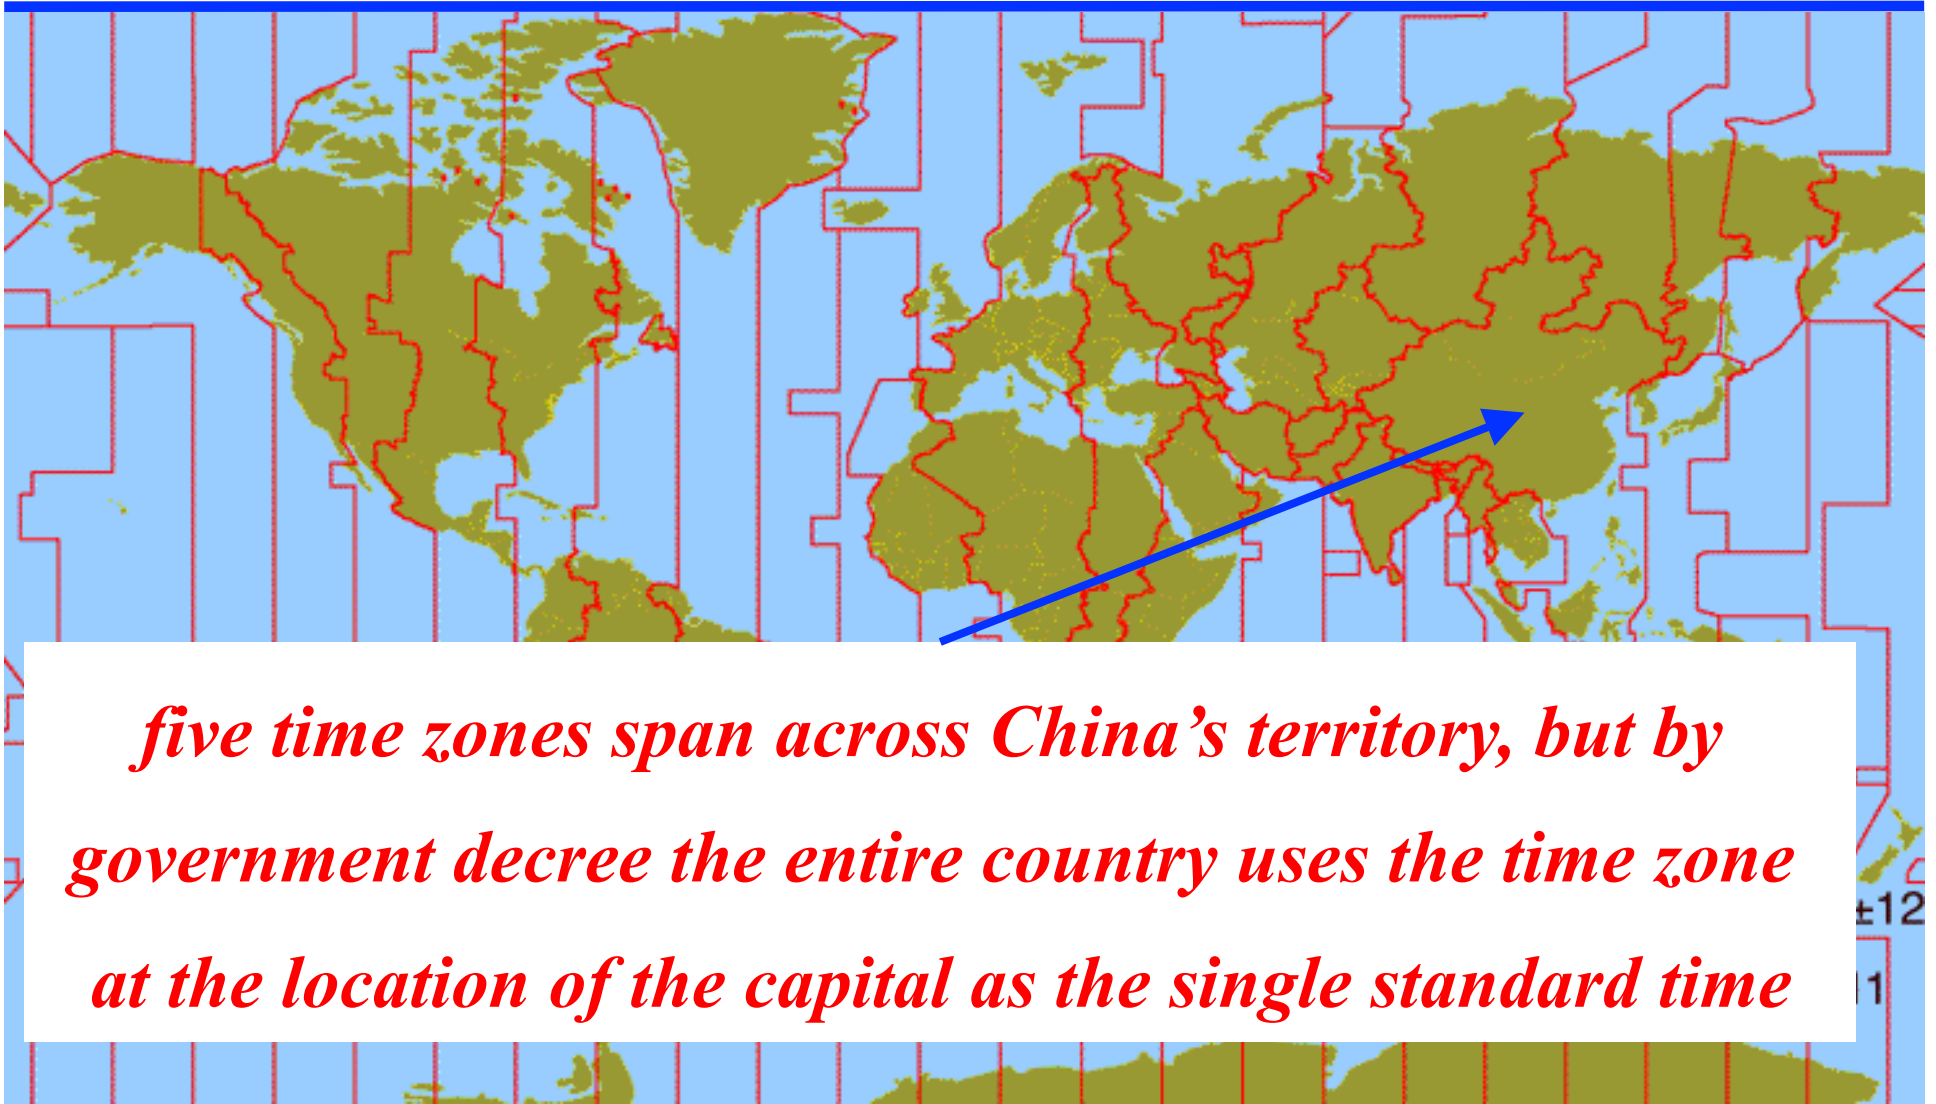 five time zones span across China’s territory, but by
government decree the entire country uses the time zone
at the location of the capital as the single standard time
±12